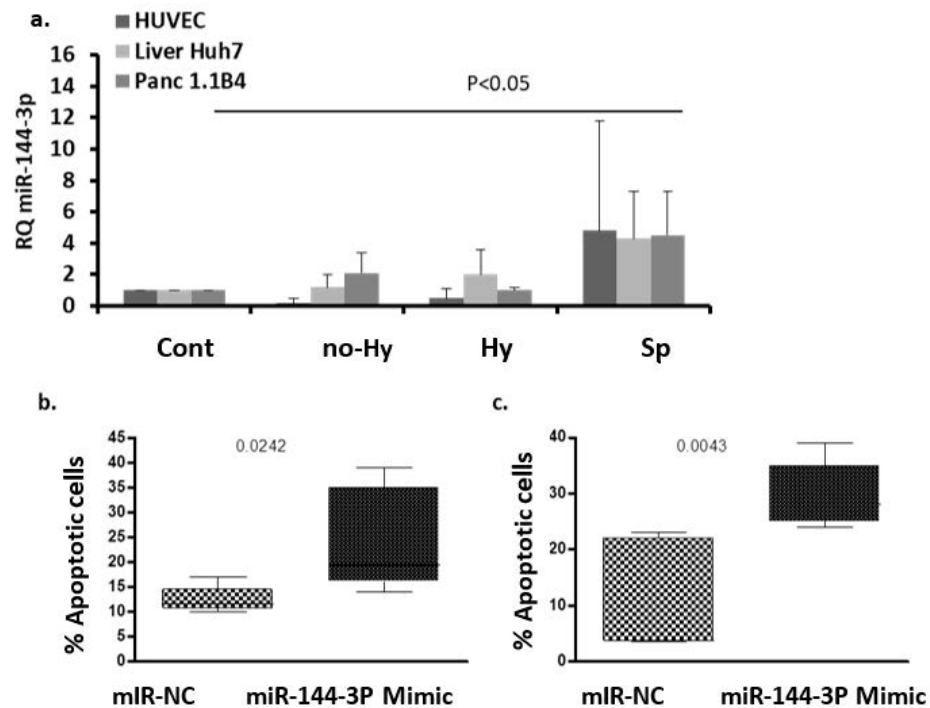 a.
HUVEC
Liver Huh7
Panc 1.1B4
P<0.05
RQ miR-144-3p
16
14
12
10
8
6
4
2
0
Cont no-Hy Hy Sp
b.
0.0242
% Apoptotic cells
45
40
35
30
25
20
15
10
5
0
mIR-NC miR-144-3P Mimic
c.
0.0043
% Apoptotic cells
40
30
20
10
0
mIR-NC miR-144-3P Mimic